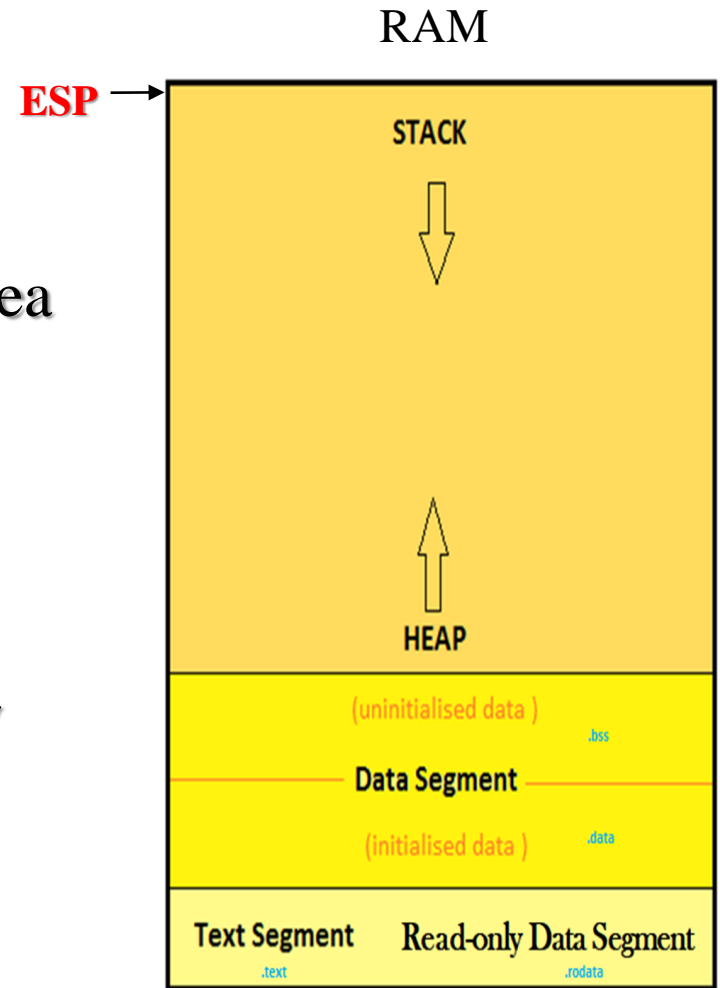 RAM
ESP
STACK
ea
HEAP
(uninitialised data )
.bss
Data Segment
(initialised data )
.data
Text Segment Read-only Data Segment
.text .rodata